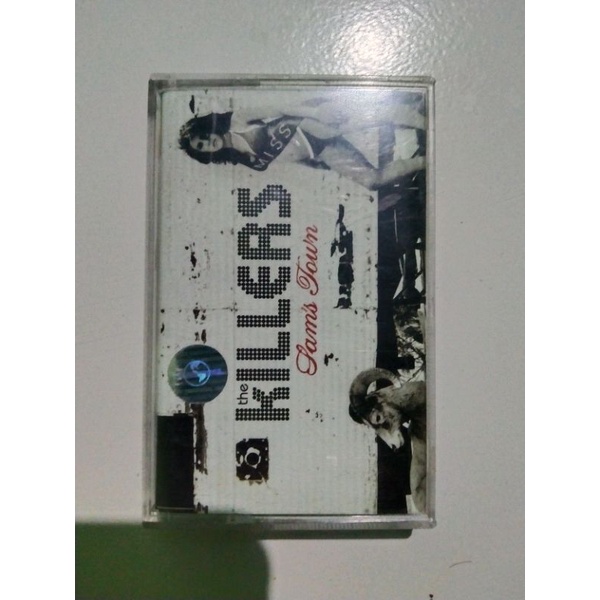 MISS
the
KILLERS
Sam's Town